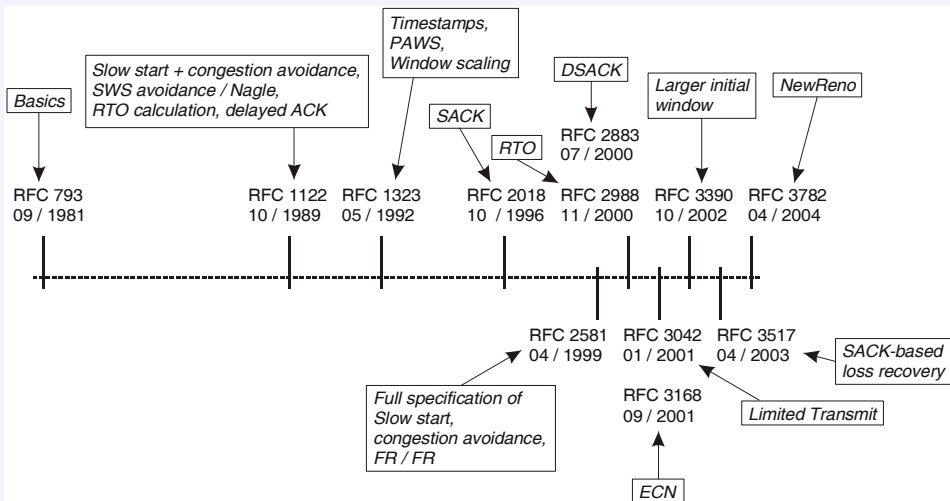 Timestamps,
PAWS,
Window scaling
Slow start + congestion avoidance,
SWS avoidance / Nagle,
RTO calculation, delayed ACK
DSACK
Larger initial
window
NewReno
Basics
SACK
RTO
RFC 2883
07 / 2000
RFC 793
09 / 1981
RFC 1122
10 / 1989
RFC 1323
05 / 1992
RFC 2018
10 / 1996
RFC 2988
11 / 2000
RFC 3390
10 / 2002
RFC 3782
04 / 2004
RFC 2581
04 / 1999
RFC 3042
01 / 2001
RFC 3517
04 / 2003
SACK-based
loss recovery
Full specification of
Slow start,
congestion avoidance,
FR / FR
RFC 3168
09 / 2001
Limited Transmit
ECN